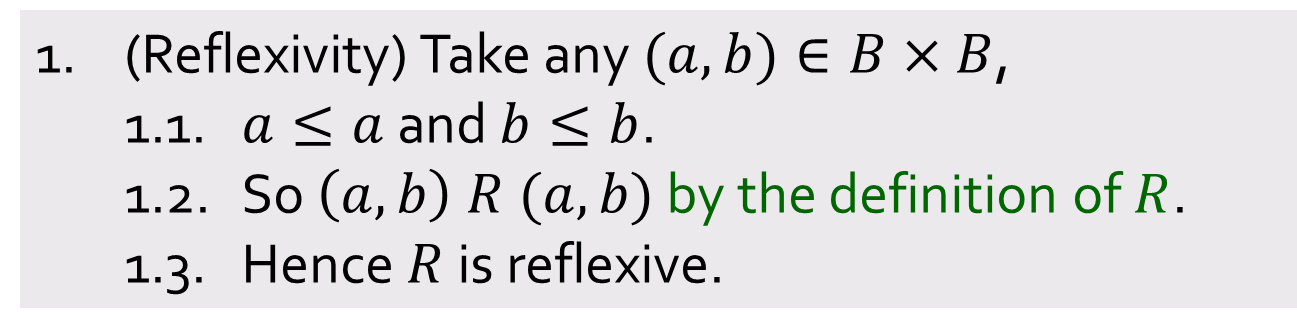 1. (Reflexivity) Take any (𝑎, 𝑏) ∈ 𝐵 × 𝐵,
1.1. 𝑎 ≤ 𝑎 and 𝑏 ≤ 𝑏.
1.2. So (𝑎, 𝑏) 𝑅 (𝑎, 𝑏) by the definition of 𝑅.
1.3. Hence 𝑅 is reflexive.